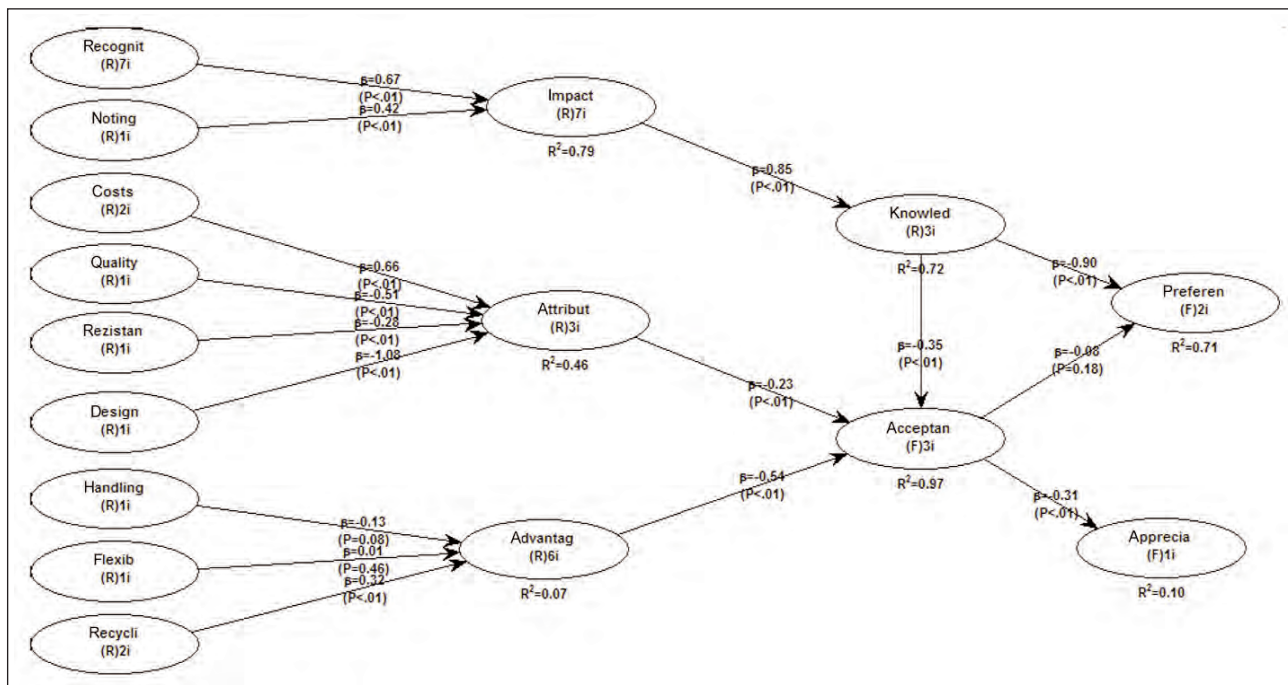 Recognit
(R)7i
Noting
(R)1i
Costs
(R)2i
Quality
(R)1i
Rezistan
(R)1i
Design
(R)1i
Handling
(R)1i
Flexib
(R)1i
Recycli
(R)2i
β=0.67
(P<.01)
β=0.42
(P<.01)
β=0.66
(P<.01)
β=-0.51
(P<.01)
β=-0.28
(P<.01)
β=-1.08
(P<.01)
β=-0.13
(P=0.08)
β=0.01
(P=0.46)
β=0.32
(P<.01)
Impact
(R)7i
R²=0.79
Attribut
(R)3i
R²=0.46
Advantag
(R)6i
R²=0.07
β=0.85
(P<.01)
β=-0.23
(P<.01)
β=-0.54
(P<.01)
Knowled
(R)3i
R²=0.72
β=-0.35
(P<.01)
Acceptan
(F)3i
R²=0.97
β=-0.90
(P<.01)
β=-0.08
(P=0.18)
β=-0.31
(P<.01)
Preferen
(F)2i
R²=0.71
Apprecia
(F)1i
R²=0.10